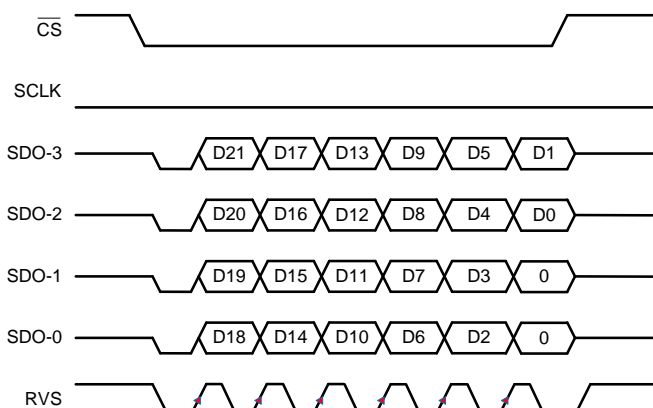 CS
SCLK
SDO-3 D21 D17 D13 D9 D5 D1
SDO-2 D20 D16 D12 D8 D4 D0
SDO-1 D19 D15 D11 D7 D3 0
SDO-0 D18 D14 D10 D6 D2 0
RVS